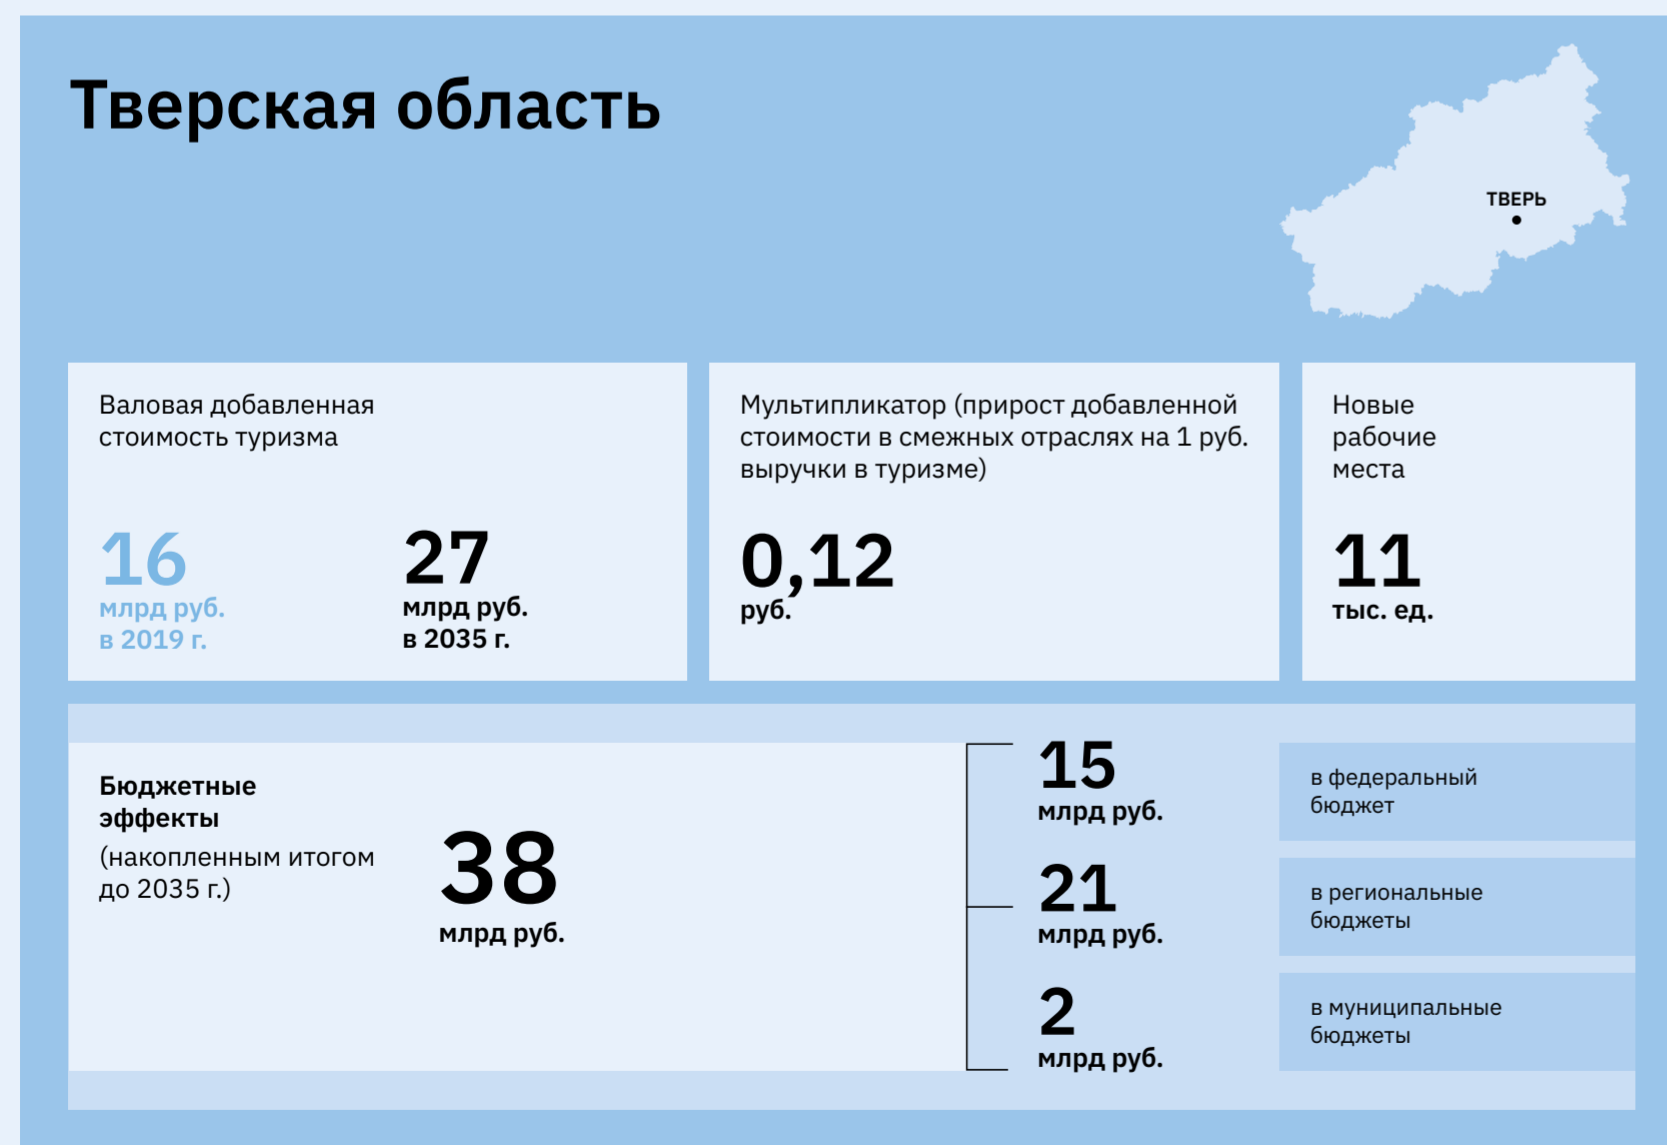 Тверская область
ТВЕРЬ
Валовая добавленная
стоимость туризма
16
млрд руб.
в 2019 г.
27
млрд руб.
в 2035 г.
Мультипликатор (прирост добавленной
стоимости в смежных отраслях на 1 руб.
выручки в туризме)
0,12
руб.
Новые
рабочие
места
11
тыс. ед.
Бюджетные
эффекты
(накопленным итогом
до 2035 г.)
38
млрд руб.
15
млрд руб.
в федеральный
бюджет
21
млрд руб.
в региональные
бюджеты
2
млрд руб.
в муниципальные
бюджеты